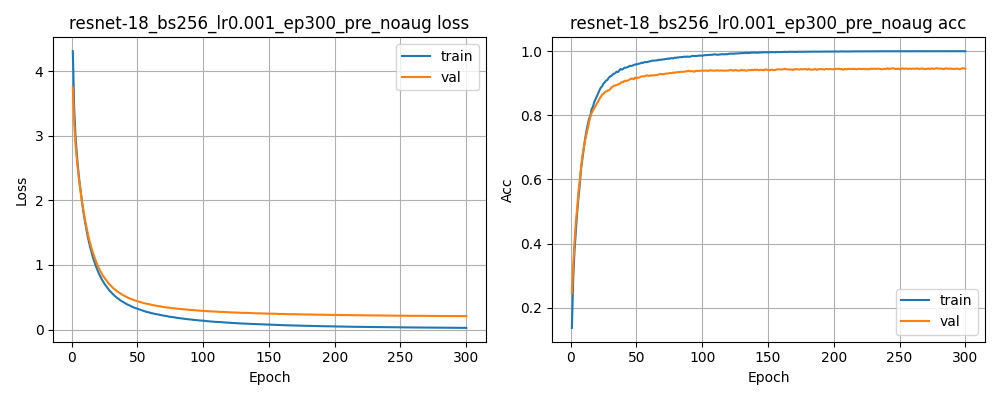 resnet-18_bs256_lr0.001_ep300_pre_noaug loss
train
val
4
3
2
1
0
Loss
0 50 100 150 200 250 300
Epoch
resnet-18_bs256_lr0.001_ep300_pre_noaug acc
1.0
0.8
0.6
0.4
0.2
Acc
train
val
0 50 100 150 200 250 300
Epoch